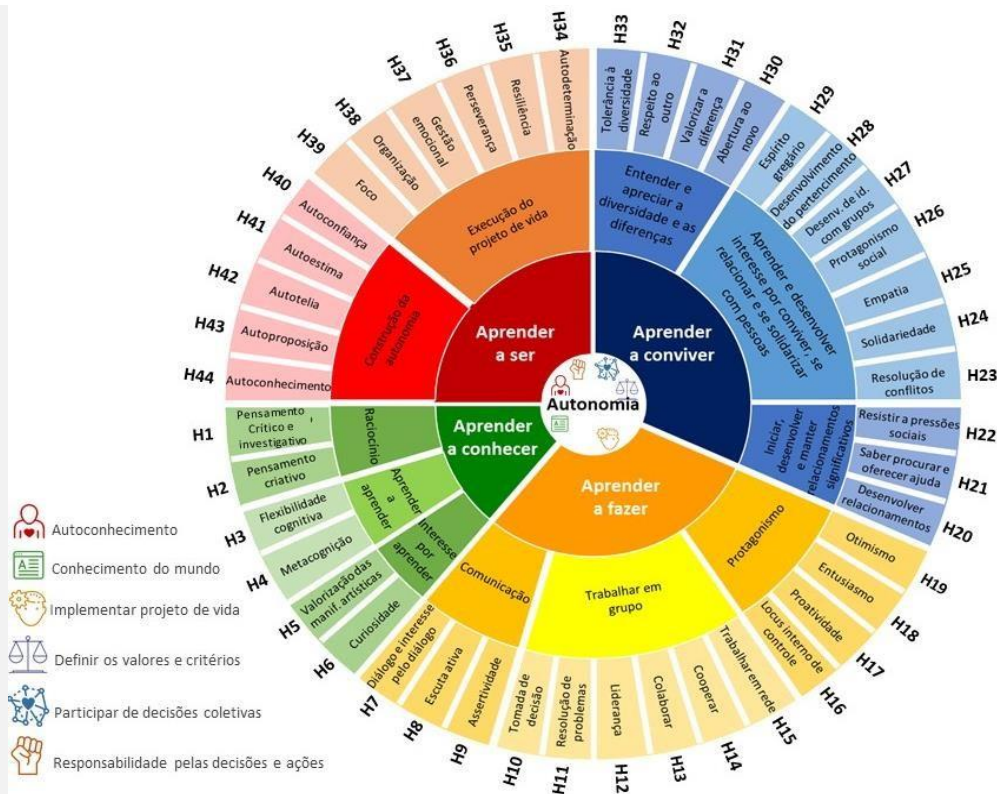 H34
H35
H36
H37
H38
H39
H40
H41
H42
H43
H44
H33
H32
H31
H30
H29
H28
H27
H26
H25
H24
H23
H22
H21
H20
H19
H18
H17
H16
H15
H14
H13
H12
H11
H10
H9
H8
H7
H6
H5
H4
H3
H2
H1
Autodeterminação
Resiliência
Perseverança
Gestão
emocional
Organização
Foco
Autoconfiança
Autoestima
Autotelia
Autoproposição
Autoconhecimento
Tolerância à
diversidade
Respeito ao
outro
Valorizar a
diferença
Abertura ao
novo
Espírito
gregário
Desenvolvimento
do pertencimento
Desenv. de id.
com grupos
Protagonismo
social
Empatia
Solidariedade
Resolução de
conflitos
Resistir a pressões
sociais
Saber procurar e
oferecer ajuda
Desenvolver
relacionamentos
Otimismo
Entusiasmo
Proatividade
Locus interno de
controle
Trabalhar em rede
Cooperar
Colaborar
Liderança
Resolução de
problemas
Tomada de
decisão
Assertividade
Escuta ativa
Diálogo e interesse
pelo diálogo
Curiosidade
Valorização das
manif. artísticas
Metacognição
Flexibilidade
cognitiva
Pensamento
criativo
Pensamento ,
Crítico e
investigativo
Execução do
projeto de vida
Construção da
autonomia
Entender e
apreciar a
diversidade e as
diferenças
Aprender e desenvolver
interesse por conviver, se
relacionar e se solidarizar
com pessoas
Iniciar,
desenvolver
e manter
relacionamentos
significativos
Protagonismo
Trabalhar em
grupo
Comunicação
Interesse
por
aprender
Aprender
a
aprender
Raciocínio
Aprender
a ser
Aprender
a conviver
Aprender
a conhecer
Aprender
a fazer
Autonomia
Autoconhecimento
Conhecimento do mundo
Implementar projeto de vida
Definir os valores e critérios
Participar de decisões coletivas
Responsabilidade pelas decisões e ações